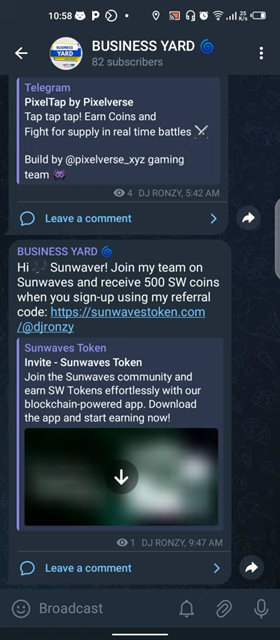 10:58
25 K/s
BUSINESS YARD
82 subscribers
BUSINESS
YARD
Telegram
PixelTap by Pixelverse
Tap tap tap! Earn Coins and
Fight for supply in real time battles ⚔️
Build by @pixelverse_xyz gaming
team 👾
4 DJ RONZY, 5:42 AM
Leave a comment
BUSINESS YARD 🌀
Hi Sunwaver! Join my team on
Sunwaves and receive 500 SW coins
when you sign-up using my referral
code: https://sunwavestoken.com
/@djronzy
Sunwaves Token
Invite - Sunwaves Token
Join the Sunwaves community and
earn SW Tokens effortlessly with our
blockchain-powered app. Download
the app and start earning now!
1 DJ RONZY, 9:47 AM
Leave a comment
Broadcast